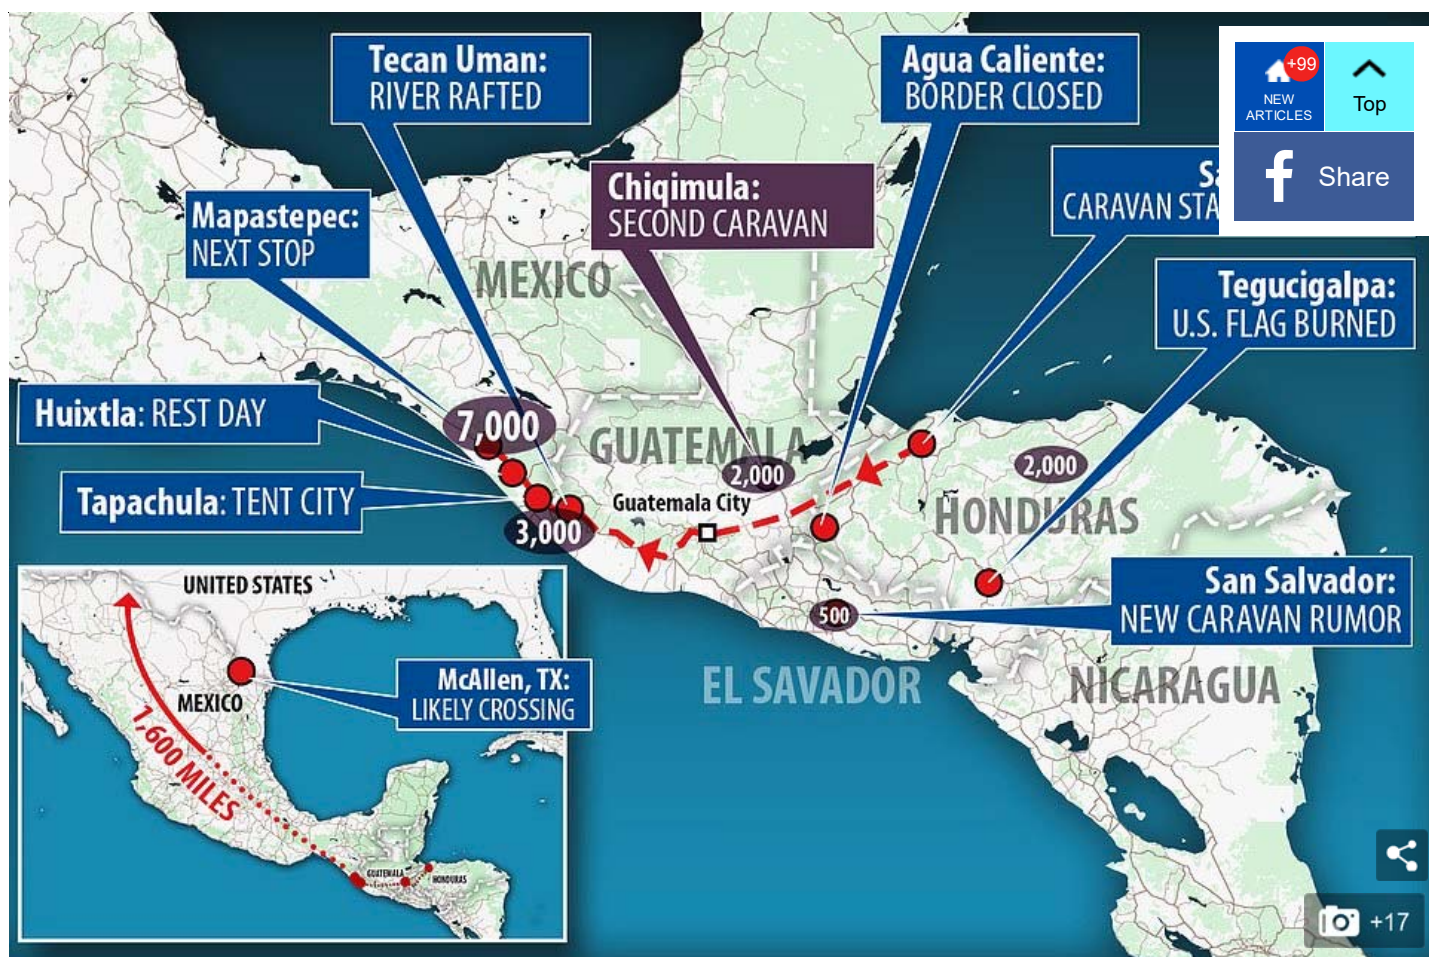 Tecan Uman:
RIVER RAFTED
Agua Caliente:
BORDER CLOSED
+99
NEW
ARTICLES
Top
Share
Chiqimula:
SECOND CARAVAN
CARAVAN
Mapastepec:
NEXT STOP
MEXICO
Tegucigalpa:
U.S. FLAG BURNED
Huixtla: REST DAY
7,000
GUATEMALA
2,000
2,000
Guatemala City
HONDURAS
Tapachula: TENT CITY
3,000
San Salvador:
NEW CARAVAN RUMOR
500
EL SAVADOR
NICARAGUA
UNITED STATES
McAllen, TX:
LIKELY CROSSING
MEXICO
1,600 MILES
GUATEMALA
HONDURAS
+17